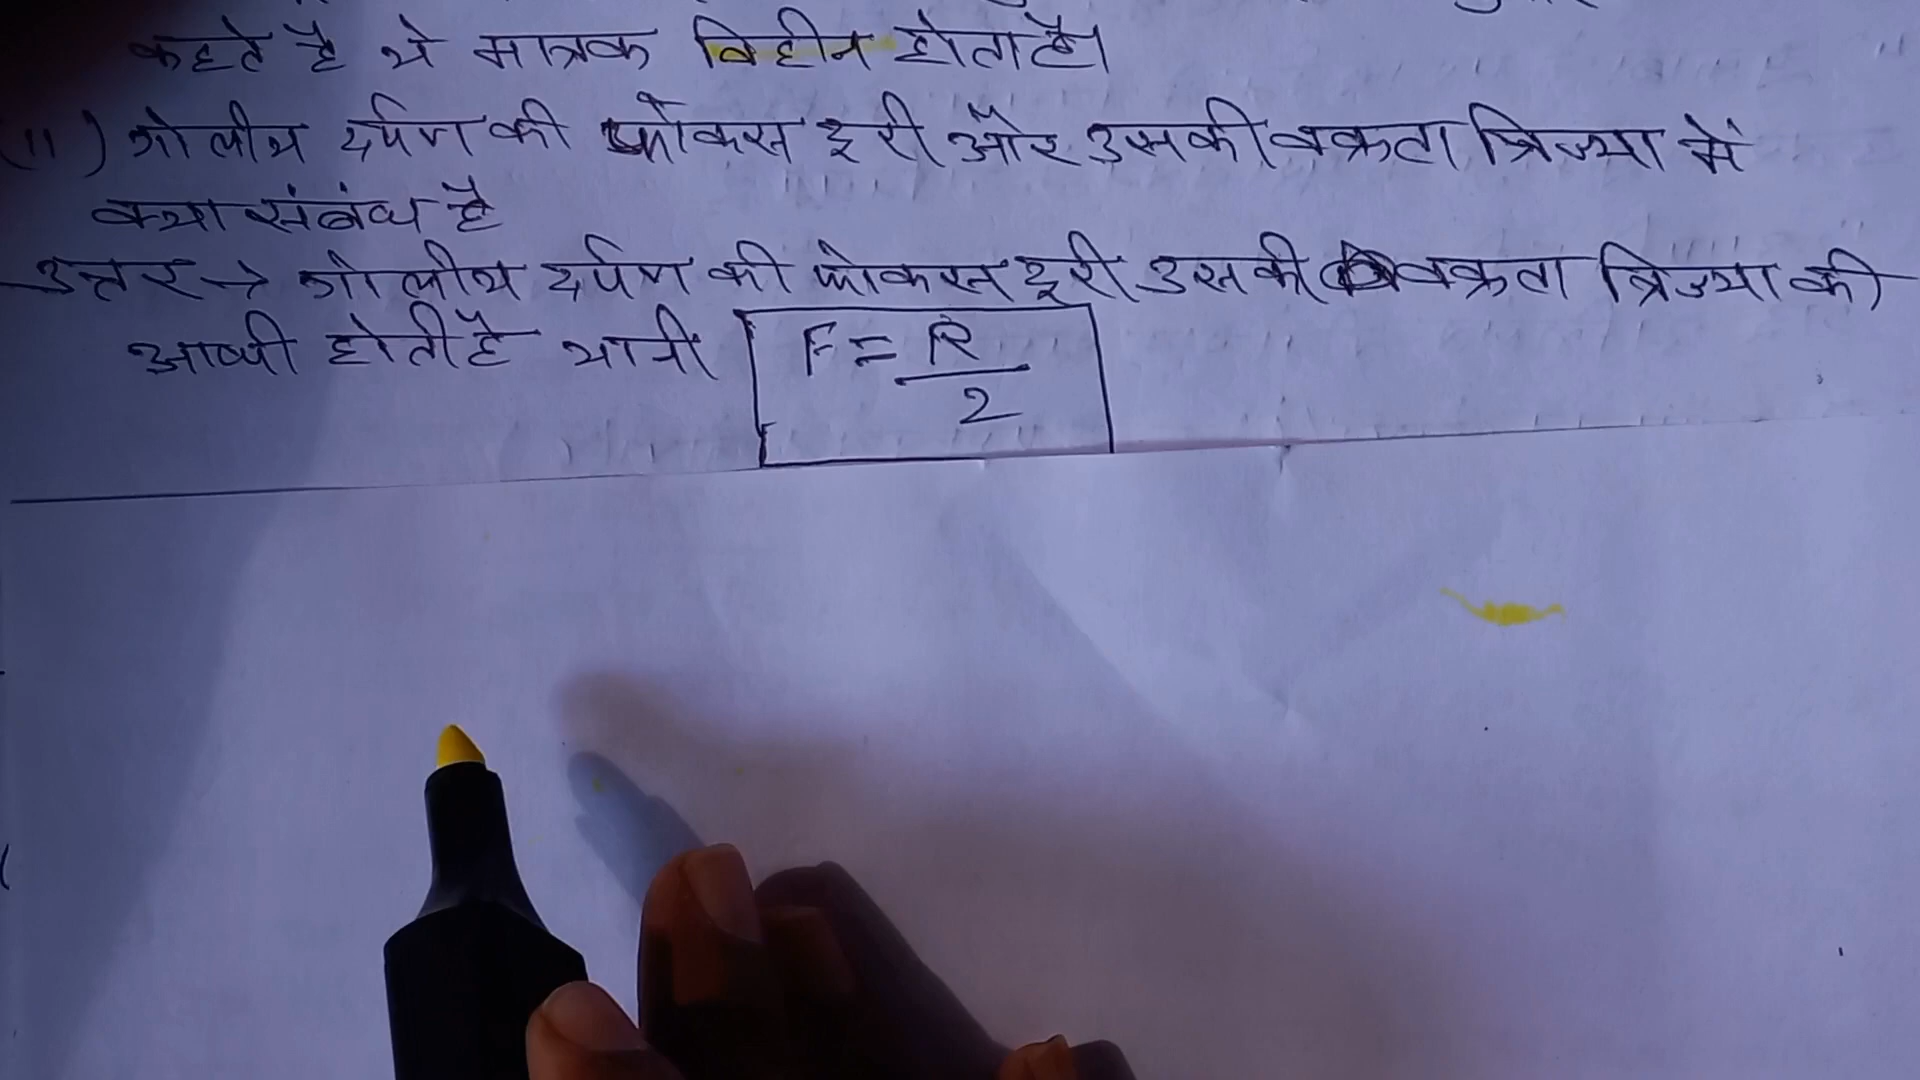 कहते है ये मात्रक विहीन होता है।
(11) गोलीय दर्पण की फोकस दूरी और उसकी वक्रता त्रिज्या में
क्या संबंध है
उत्तर → गोलीय दर्पण की फोकस दूरी उसकी वक्रता त्रिज्या की
आधी होती है यानी F = R/2